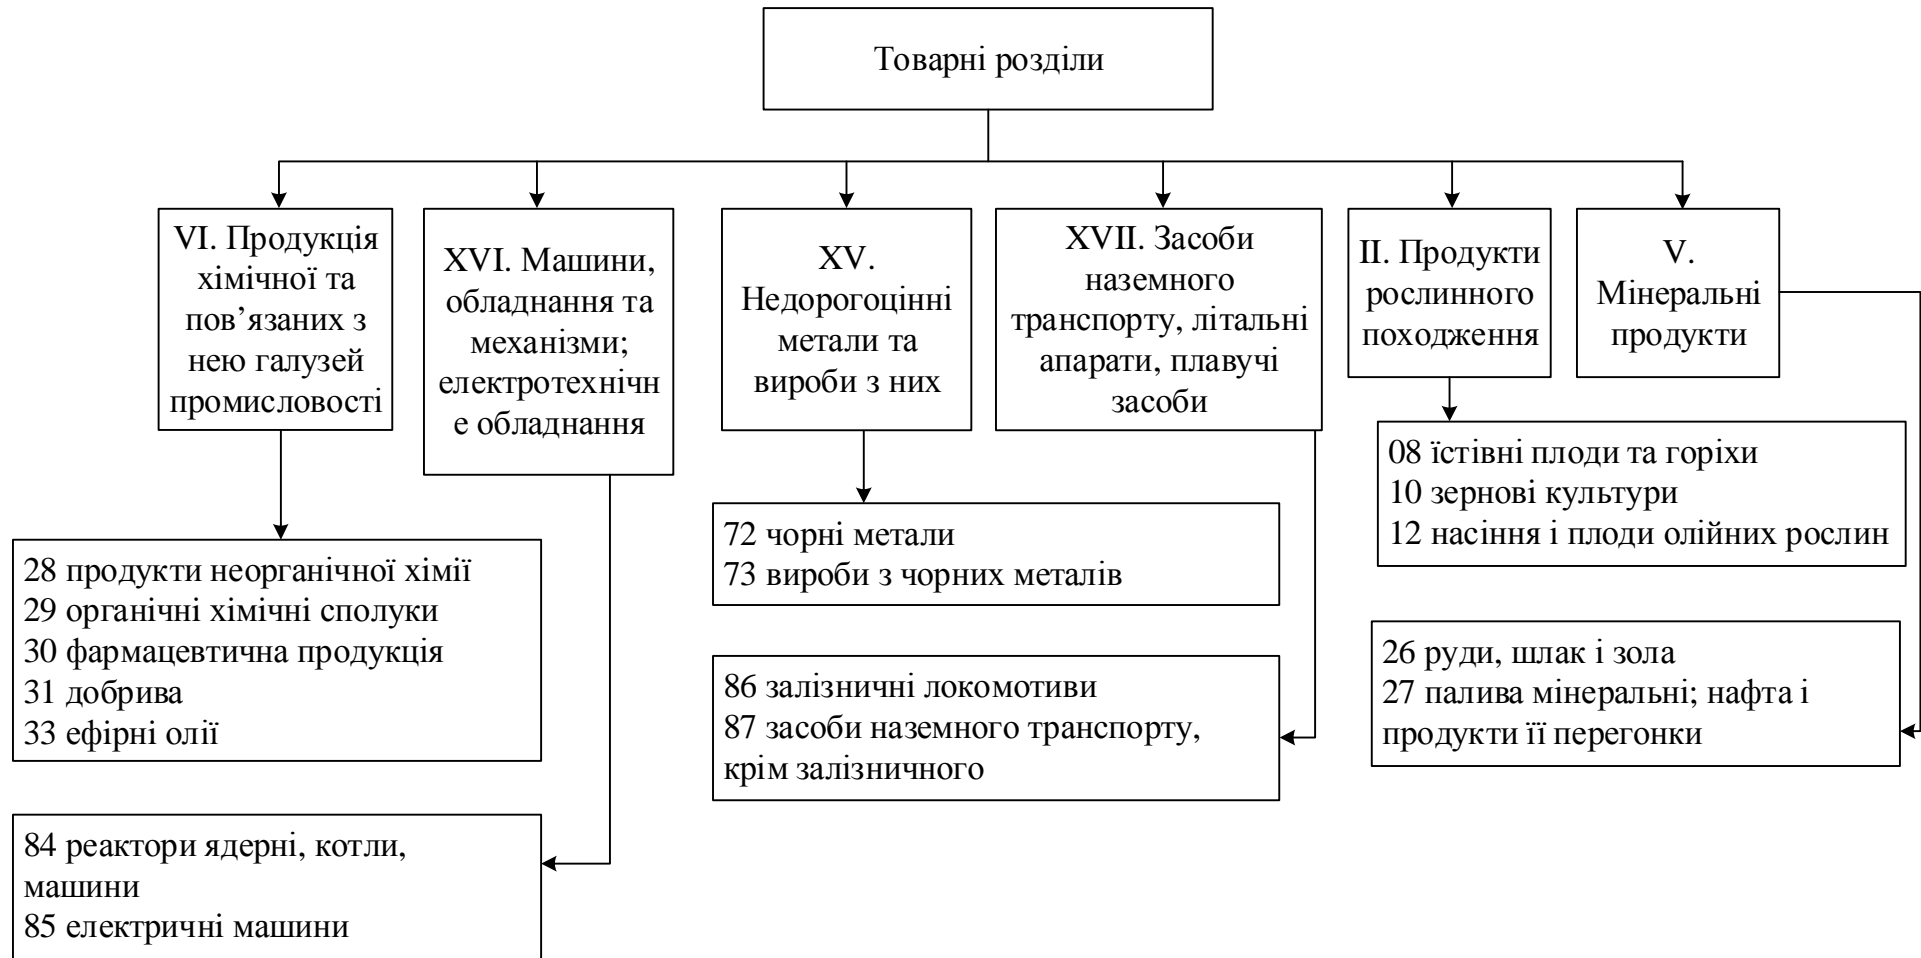 Товарні розділи
VI. Продукція
хімічної та
пов’язаних з
нею галузей
промисловості
XVI. Машини,
обладнання та
механізми;
електротехнічн
е обладнання
XV.
Недорогоцінні
метали та
вироби з них
XVII. Засоби
наземного
транспорту, літальні
апарати, плавучі
засоби
II. Продукти
рослинного
походження
V.
Мінеральні
продукти
08 їстівні плоди та горіхи
10 зернові культури
12 насіння і плоди олійних рослин
72 чорні метали
73 вироби з чорних металів
28 продукти неорганічної хімії
29 органічні хімічні сполуки
30 фармацевтична продукція
31 добрива
33 ефірні олії
86 залізничні локомотиви
87 засоби наземного транспорту,
крім залізничного
26 руди, шлак і зола
27 палива мінеральні; нафта і
продукти її перегонки
84 реактори ядерні, котли,
машини
85 електричні машини